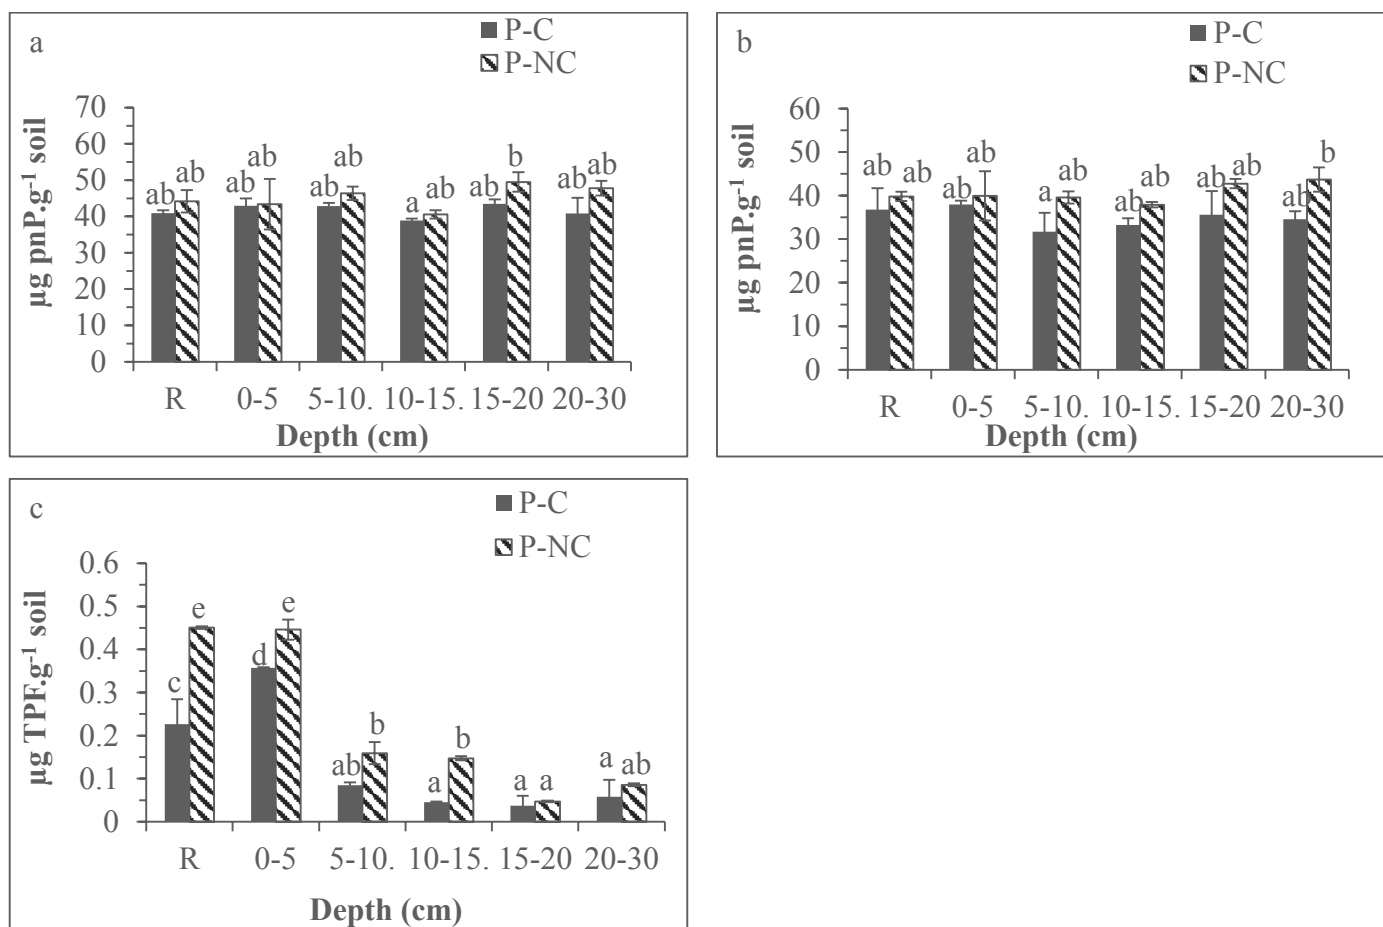 a
P-C
P-NC
µg pnP.g⁻¹ soil
70
60
50
40
30
20
10
0
ab ab ab ab ab ab a ab ab b ab ab
R 0-5 5-10. 10-15. 15-20 20-30
Depth (cm)
b
P-C
P-NC
µg pnP.g⁻¹ soil
60
50
40
30
20
10
0
ab ab ab ab a ab ab ab ab ab ab b
R 0-5 5-10. 10-15. 15-20 20-30
Depth (cm)
c
P-C
P-NC
µg TPF.g⁻¹ soil
0.6
0.5
0.4
0.3
0.2
0.1
0
c e d e ab b a b a a a ab
R 0-5 5-10. 10-15. 15-20 20-30
Depth (cm)